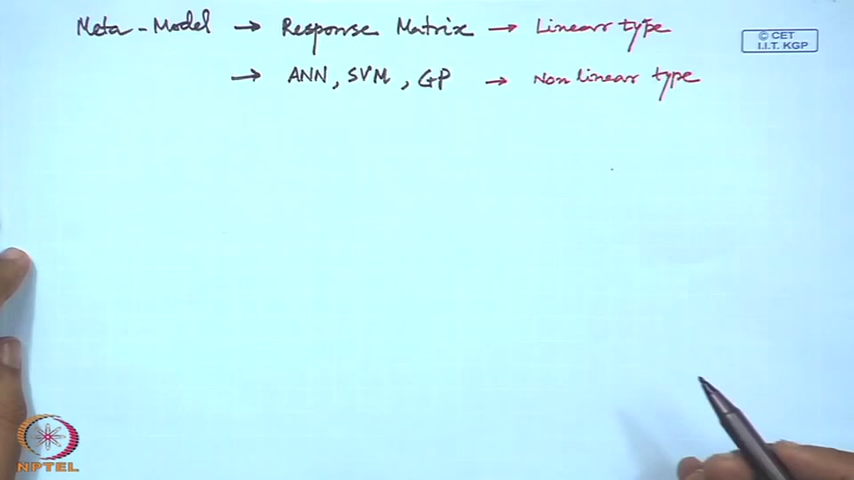 Meta-Model → Response Matrix → Linear type
→ ANN, SVM, GP → Non linear type
© CET
I.I.T. KGP
NPTEL